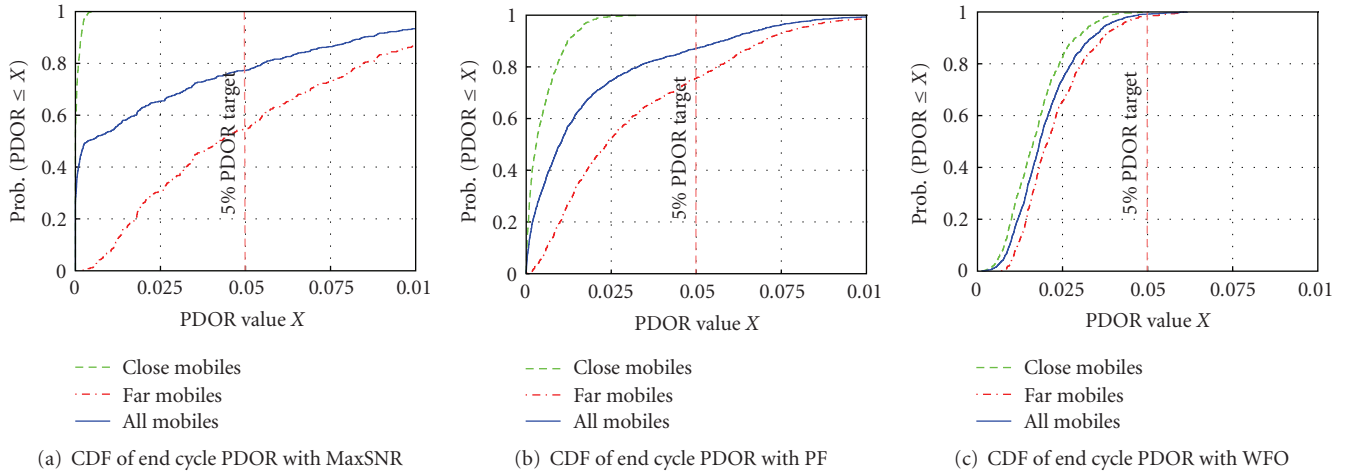 1
0.8
0.6
0.4
0.2
0
Prob. (PDOR ≤ X)
5% PDOR target
0 0.025 0.05 0.075 0.01
PDOR value X
Close mobiles
Far mobiles
All mobiles
(a) CDF of end cycle PDOR with MaxSNR
1
0.8
0.6
0.4
0.2
0
Prob. (PDOR ≤ X)
5% PDOR target
0 0.025 0.05 0.075 0.01
PDOR value X
Close mobiles
Far mobiles
All mobiles
(b) CDF of end cycle PDOR with PF
1
0.8
0.6
0.4
0.2
0
Prob. (PDOR ≤ X)
5% PDOR target
0 0.025 0.05 0.075 0.01
PDOR value X
Close mobiles
Far mobiles
All mobiles
(c) CDF of end cycle PDOR with WFO